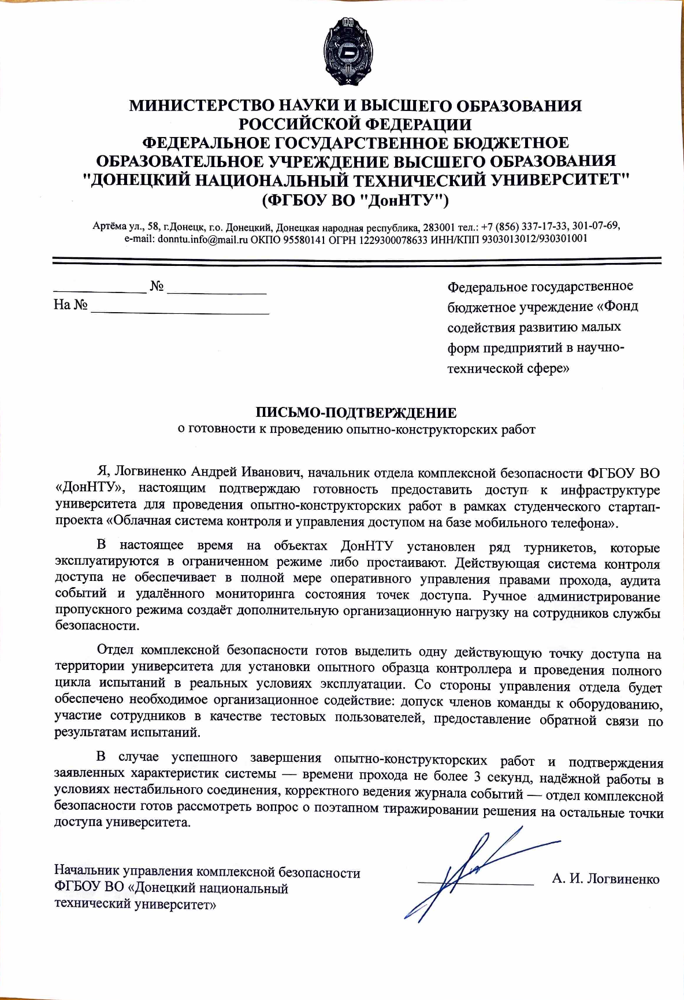 МИНИСТЕРСТВО НАУКИ И ВЫСШЕГО ОБРАЗОВАНИЯ
РОССИЙСКОЙ ФЕДЕРАЦИИ
ФЕДЕРАЛЬНОЕ ГОСУДАРСТВЕННОЕ БЮДЖЕТНОЕ
ОБРАЗОВАТЕЛЬНОЕ УЧРЕЖДЕНИЕ ВЫСШЕГО ОБРАЗОВАНИЯ
"ДОНЕЦКИЙ НАЦИОНАЛЬНЫЙ ТЕХНИЧЕСКИЙ УНИВЕРСИТЕТ"
(ФГБОУ ВО "ДонНТУ")
Артёма ул., 58, г.Донецк, г.о. Донецкий, Донецкая народная республика, 283001 тел.: +7 (856) 337-17-33, 301-07-69,
e-mail: donntu.info@mail.ru ОКПО 95580141 ОГРН 1229300078633 ИНН/КПП 9303013012/930301001
_____________ № ______________
На № _________________________
Федеральное государственное
бюджетное учреждение «Фонд
содействия развитию малых
форм предприятий в научно-
технической сфере»
ПИСЬМО-ПОДТВЕРЖДЕНИЕ
о готовности к проведению опытно-конструкторских работ
Я, Логвиненко Андрей Иванович, начальник отдела комплексной безопасности ФГБОУ ВО
«ДонНТУ», настоящим подтверждаю готовность предоставить доступ к инфраструктуре
университета для проведения опытно-конструкторских работ в рамках студенческого стартап-
проекта «Облачная система контроля и управления доступом на базе мобильного телефона».
В настоящее время на объектах ДонНТУ установлен ряд турникетов, которые
эксплуатируются в ограниченном режиме либо простаивают. Действующая система контроля
доступа не обеспечивает в полной мере оперативного управления правами прохода, аудита
событий и удалённого мониторинга состояния точек доступа. Ручное администрирование
пропускного режима создаёт дополнительную организационную нагрузку на сотрудников службы
безопасности.
Отдел комплексной безопасности готов выделить одну действующую точку доступа на
территории университета для установки опытного образца контроллера и проведения полного
цикла испытаний в реальных условиях эксплуатации. Со стороны управления отдела будет
обеспечено необходимое организационное содействие: допуск членов команды к оборудованию,
участие сотрудников в качестве тестовых пользователей, предоставление обратной связи по
результатам испытаний.
В случае успешного завершения опытно-конструкторских работ и подтверждения
заявленных характеристик системы — времени прохода не более 3 секунд, надёжной работы в
условиях нестабильного соединения, корректного ведения журнала событий — отдел комплексной
безопасности готов рассмотреть вопрос о поэтапном тиражировании решения на остальные точки
доступа университета.
Начальник управления комплексной безопасности
ФГБОУ ВО «Донецкий национальный
технический университет»
________________ А. И. Логвиненко